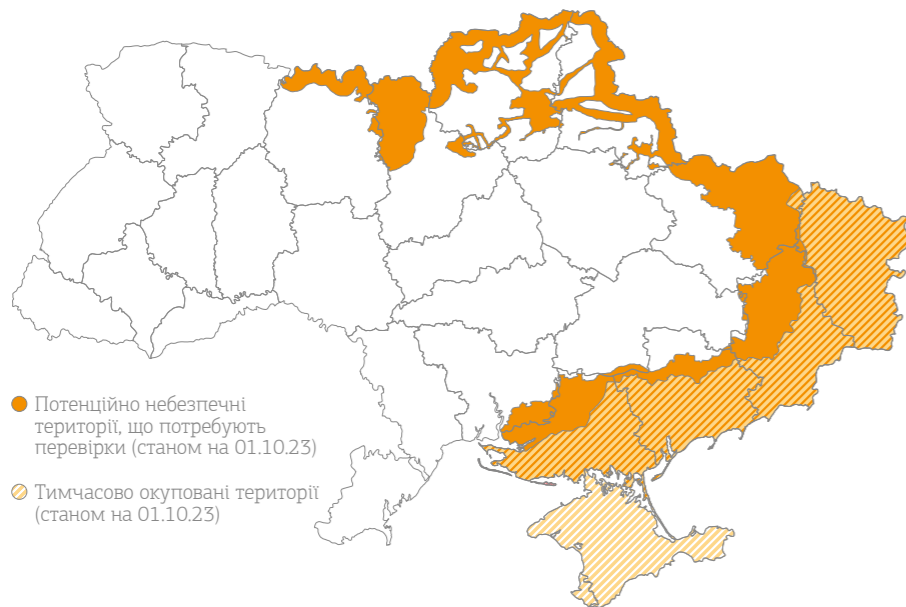 Потенційно небезпечні
території, що потребують
перевірки (станом на 01.10.23)
Тимчасово окуповані території
(станом на 01.10.23)